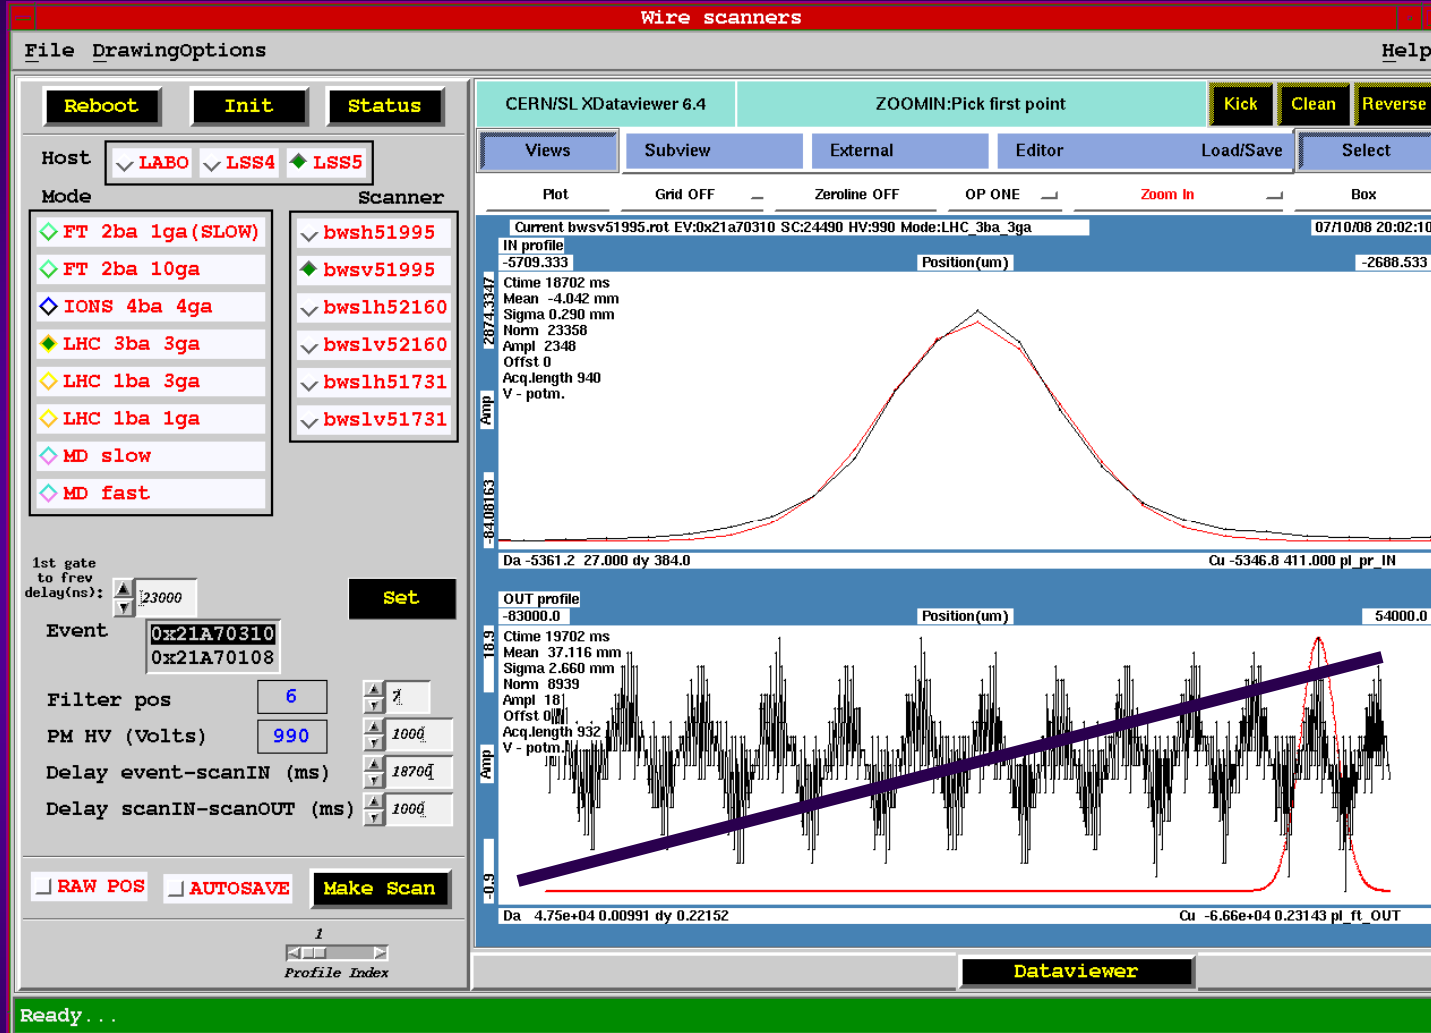 Wire scanners
File DrawingOptions Help
Reboot Init Status
Host LABO LSS4 LSS5
Mode Scanner
FT 2ba 1ga(SLOW)
FT 2ba 10ga
IONS 4ba 4ga
LHC 3ba 3ga
LHC 1ba 3ga
LHC 1ba 1ga
MD slow
MD fast
bwsh51995
bwsv51995
bwslh52160
bwslv52160
bwslh51731
bwslv51731
1st gate
to frev
delay(ns): 23000
Set
Event 0x21A70310
0x21A70108
Filter pos 6 7
PM HV (Volts) 990 1000
Delay event-scanIN (ms) 18700
Delay scanIN-scanOUT (ms) 1000
RAW POS AUTOSAVE Make Scan
1
Profile Index
CERN/SL XDataviewer 6.4 ZOOMIN:Pick first point Kick Clean Reverse
Views Subview External Editor Load/Save Select
Plot Grid OFF Zeroline OFF OP ONE Zoom In Box
Current bwsv51995.rot EV:0x21a70310 SC:24490 HV:990 Mode:LHC_3ba_3ga 07/10/08 20:02:10
IN profile
-5709.333 Position(um) -2688.533
2874.3347
Amp
-84.08163
Ctime 18702 ms
Mean -4.042 mm
Sigma 0.290 mm
Norm 23358
Ampl 2348
Offst 0
Acq.length 940
V - potm.
Da -5361.2 27.000 dy 384.0 Cu -5346.8 411.000 pl_pr_IN
OUT profile
-83000.0 Position(um) 54000.0
18.9
Amp
-0.9
Ctime 19702 ms
Mean 37.116 mm
Sigma 2.660 mm
Norm 8939
Ampl 18
Offst 0
Acq.length 932
V - potm.
Da 4.75e+04 0.00991 dy 0.22152 Cu -6.66e+04 0.23143 pl_ft_OUT
Dataviewer
Ready...